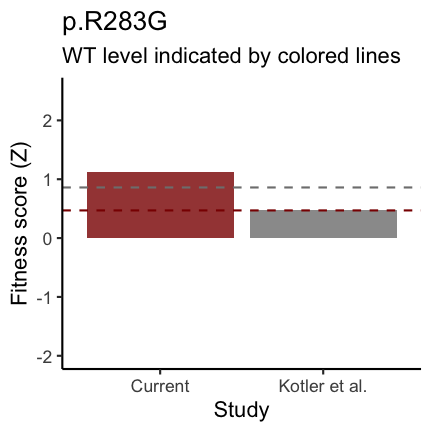 p.R283G
WT level indicated by colored lines
Fitness score (Z)
2
1
0
-1
-2
Current
Kotler et al.
Study